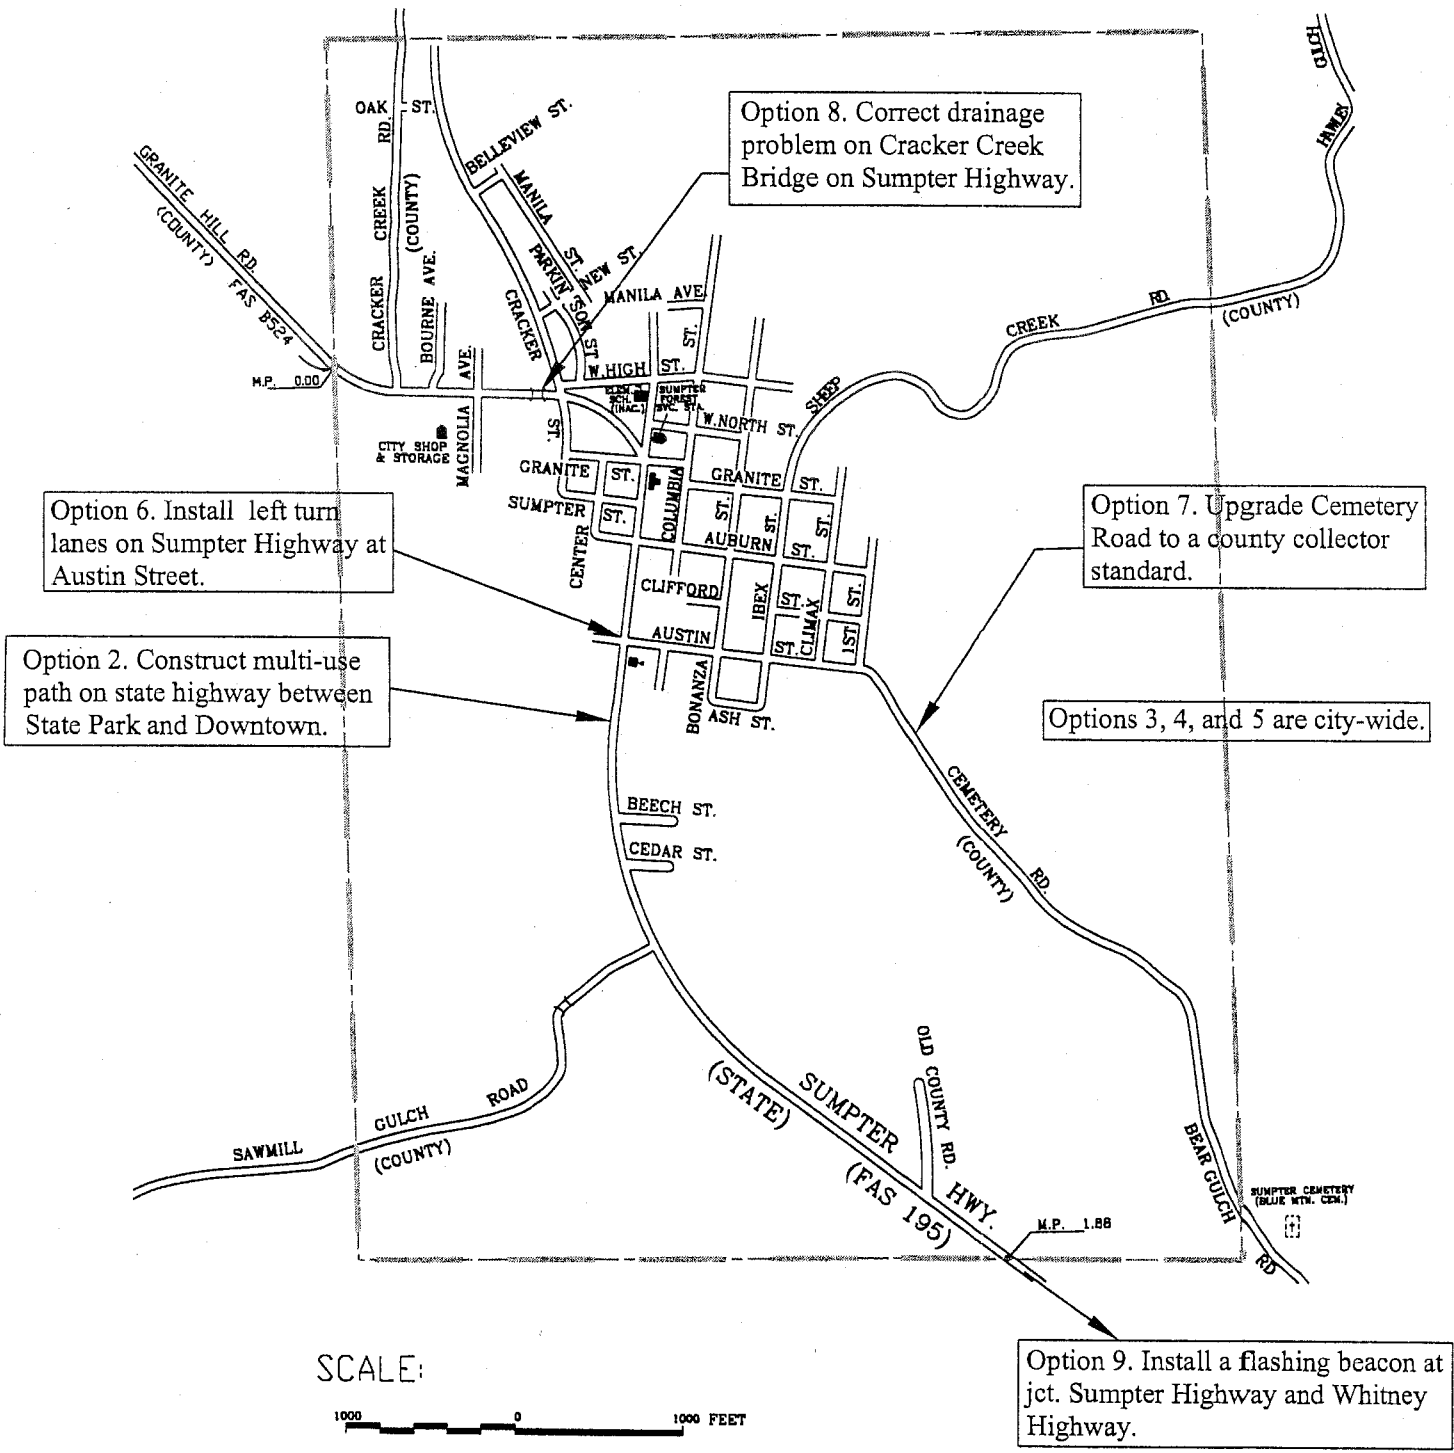 OAK ST.
BELLEVIEW ST.
Option 8. Correct drainage
problem on Cracker Creek
Bridge on Sumpter Highway.
HAWLEY
GRANITE HILL RD.
(COUNTY) FAS B524
CRACKER CREEK RD.
(COUNTY)
BOURNE AVE.
MANILA ST.
PARKINSON ST
NEW ST.
MANILA AVE
CRACKER
ST.
M.P. 0.00
MAGNOLIA AVE.
W. HIGH ST.
ELEM.
SCH.
(INAC.)
SUMPTER
FOREST
SVC. STA.
W. NORTH ST.
SHEEP CREEK RD.
(COUNTY)
CITY SHOP
& STORAGE
GRANITE ST.
GRANITE ST.
SUMPTER ST.
COLUMBIA
ST.
ST.
ST.
ST.
AUBURN ST.
CENTER
CLIFFORD ST.
IBEX
CLIMAX
1ST
ST.
AUSTIN ST.
BONANZA
ASH ST.
Option 6. Install left turn
lanes on Sumpter Highway at
Austin Street.
Option 7. Upgrade Cemetery
Road to a county collector
standard.
Option 2. Construct multi-use
path on state highway between
State Park and Downtown.
Options 3, 4, and 5 are city-wide.
BEECH ST.
CEDAR ST.
CEMETERY RD.
(COUNTY)
OLD COUNTY RD.
SUMPTER HWY.
(STATE)
(FAS 195)
SAWMILL GULCH ROAD
(COUNTY)
BEAR GULCH RD
SUMPTER CEMETERY
(BLUE MTN. CEM.)
M.P. 1.88
Option 9. Install a flashing beacon at
jct. Sumpter Highway and Whitney
Highway.
SCALE:
1000 0 1000 FEET